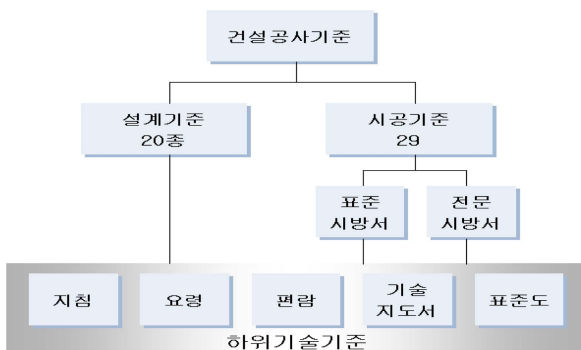 건설공사기준
설계기준
20종
시공기준
29
표준
시방서
전문
시방서
지침
요령
편람
기술
지도서
표준도
하위기술기준